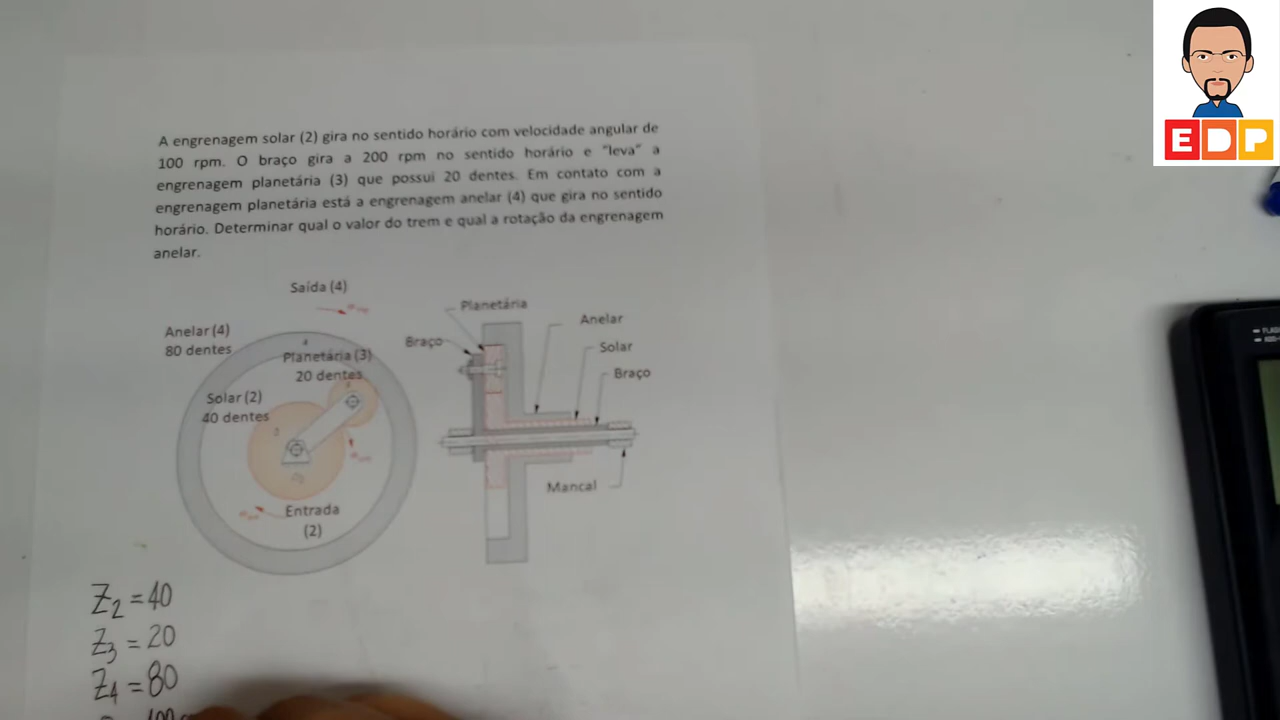 A engrenagem solar (2) gira no sentido horário com velocidade angular de
100 rpm. O braço gira a 200 rpm no sentido horário e "leva" a
engrenagem planetária (3) que possui 20 dentes. Em contato com a
engrenagem planetária está a engrenagem anelar (4) que gira no sentido
horário. Determinar qual o valor do trem e qual a rotação da engrenagem
anelar.
Saída (4)
Anelar (4)
80 dentes
Planetária (3)
20 dentes
Solar (2)
40 dentes
Entrada
(2)
Planetária
Braço
Anelar
Solar
Braço
Mancal
Z2 = 40
Z3 = 20
Z4 = 80
EDP